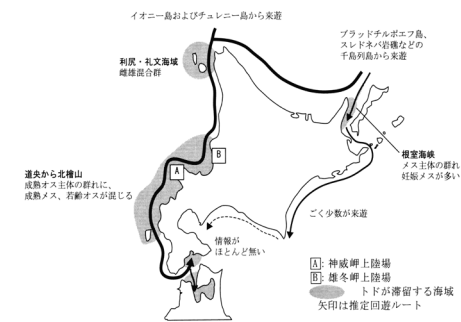 イオニー島およびチュレニー島から来遊
ブラッドチルポエフ島、
スレドネバ岩礁などの
千島列島から来遊
利尻・礼文海域
雌雄混合群
根室海峡
メス主体の群れで
妊娠メスが多い
道央から北檜山
成熟オス主体の群れに、
成熟メス、若齢オスが混じる
B
A
ごく少数が来遊
情報が
ほとんど無い
A:神威岬上陸場
B:雄冬岬上陸場
トドが滞留する海域
矢印は推定回遊ルート